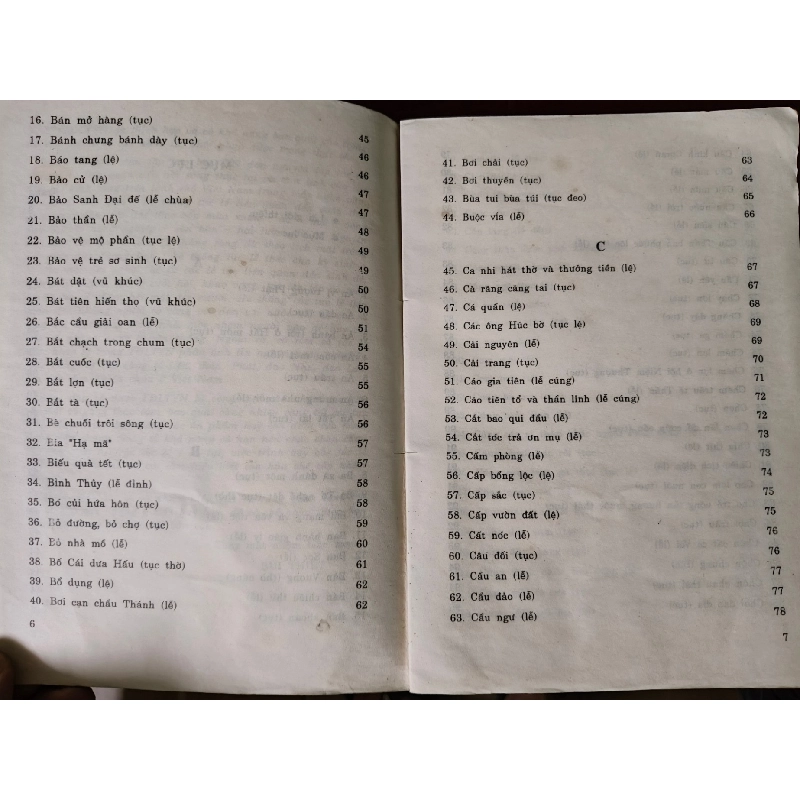 16. Bán mở hàng (tục) 45
17. Bánh chưng bánh dày (tục) 46
18. Báo tang (lệ) 46
19. Bảo cử (lệ) 47
20. Bảo Sanh Đại đế (lễ chùa) 47
21. Bảo thần (lễ) 48
22. Bảo vệ mộ phần (tục lệ) 49
23. Bảo vệ trẻ sơ sinh (tục) 49
24. Bát dật (vũ khúc) 50
25. Bát tiên hiến thọ (vũ khúc) 50
26. Bắc cầu giải oan (lễ) 51
27. Bắt chạch trong chum (tục) 54
28. Bắt cuốc (tục) 55
29. Bắt lợn (tục) 55
30. Bắt tà (tục) 56
31. Bè chuối trôi sông (tục) 56
32. Bia "Hạ mã" 57
33. Biếu quà tết (tục) 57
34. Bình Thủy (lễ đình) 58
35. Bổ củi hứa hôn (tục) 58
36. Bỏ đường, bỏ chợ (tục) 59
37. Bỏ nhà mồ (lễ) 60
38. Bố Cái dưa Hấu (tục thờ) 61
39. Bổ dụng (lệ) 62
40. Bơi cạn chầu Thánh (lễ) 62
6
41. Bơi chải (tục) 63
42. Bơi thuyền (tục) 64
43. Bùa tui bùa túi (tục đeo) 65
44. Buộc vía (lễ) 66
C
45. Ca nhi hát thờ và thưởng tiền (lệ) 67
46. Cà răng căng tai (tục) 67
47. Cá quấn (lệ) 68
48. Các ông Húc bờ (tục lệ) 69
49. Cải nguyên (lễ) 69
50. Cải trang (tục) 70
51. Cáo gia tiên (lễ cúng) 71
52. Cáo tiên tổ và thần linh (lễ cúng) 72
53. Cắt bao qui đầu (lễ) 72
54. Cắt tóc trả ơn mụ (lễ) 73
55. Cấm phòng (lễ) 73
56. Cấp bổng lộc (lệ) 74
57. Cấp sắc (tục) 75
58. Cấp vườn đất (lệ) 75
59. Cất nóc (lễ) 76
60. Câu đối (tục) 76
61. Cầu an (lễ) 77
62. Cầu đảo (lễ) 77
63. Cầu ngư (lễ) 78
7